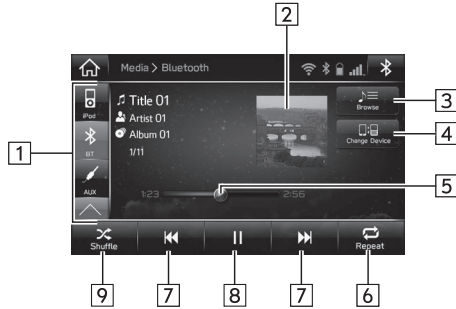 2
Media > Bluetooth
iPod
BT
AUX
1
Title 01
Artist 01
Album 01
1/11
Browse
3
Change Device
4
1:23
2:56
5
Shuffle
Repeat
9
7
8
7
6